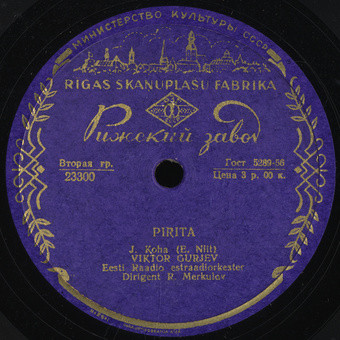 МИНИСТЕРСТВО КУЛЬТУРЫ СССР
RIGAS SKAŅUPLAŠU FABRIKA
Рижский завод
Вторая гр.
23300
Гост 5289-56
Цена 3 р. 00 к.
PIRITA
J. Koha (E. Niit)
VIKTOR GURJEV
Eesti Raadio estraadiorkester
Dirigent R. Merkulov